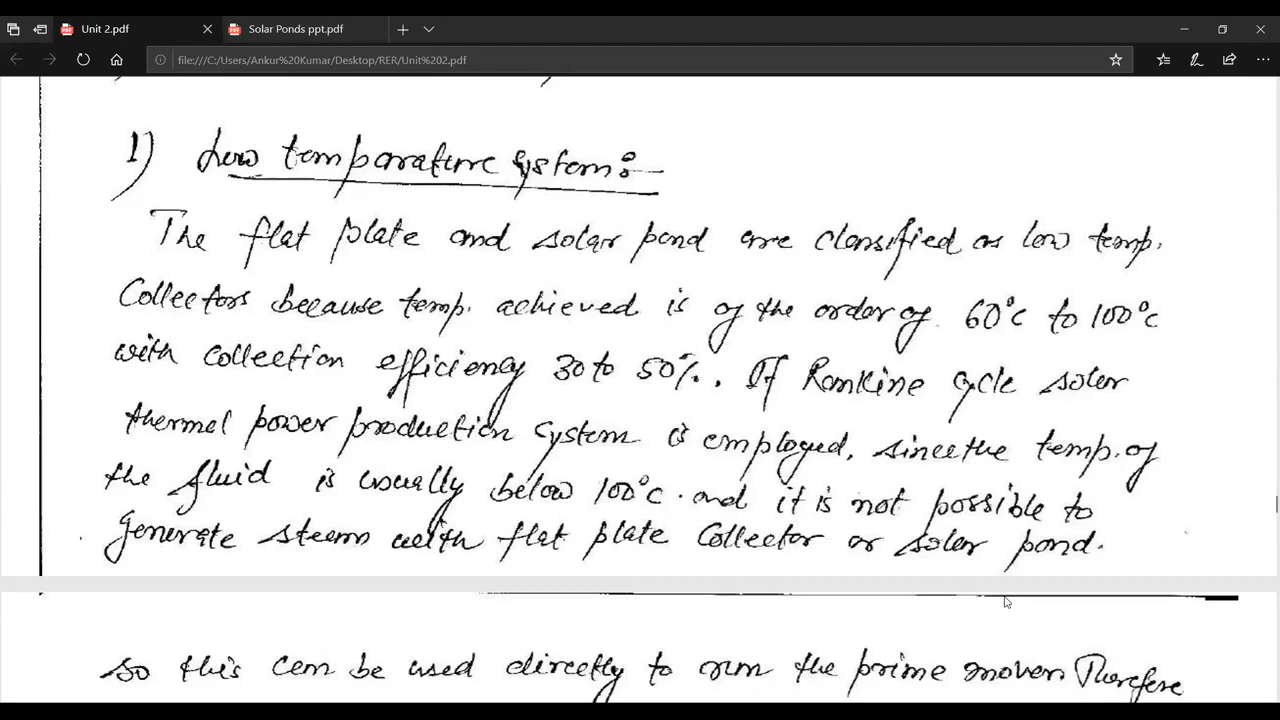 Unit 2.pdf
Solar Ponds ppt.pdf
file:///C:/Users/Ankur%20Kumar/Desktop/RER/Unit%202.pdf
1) Low temparature system:-
The flat plate and solar pond are classified as low temp.
Collectors because temp. achieved is of the order of 60°c to 100°c
with collection efficiency 30 to 50%. If Rankine cycle solar
thermal power production system is employed, since the temp. of
the fluid is usually below 100°c. and it is not possible to
generate steam with flat plate collector or solar pond.
so this can be used directly to run the prime mover. Therefore